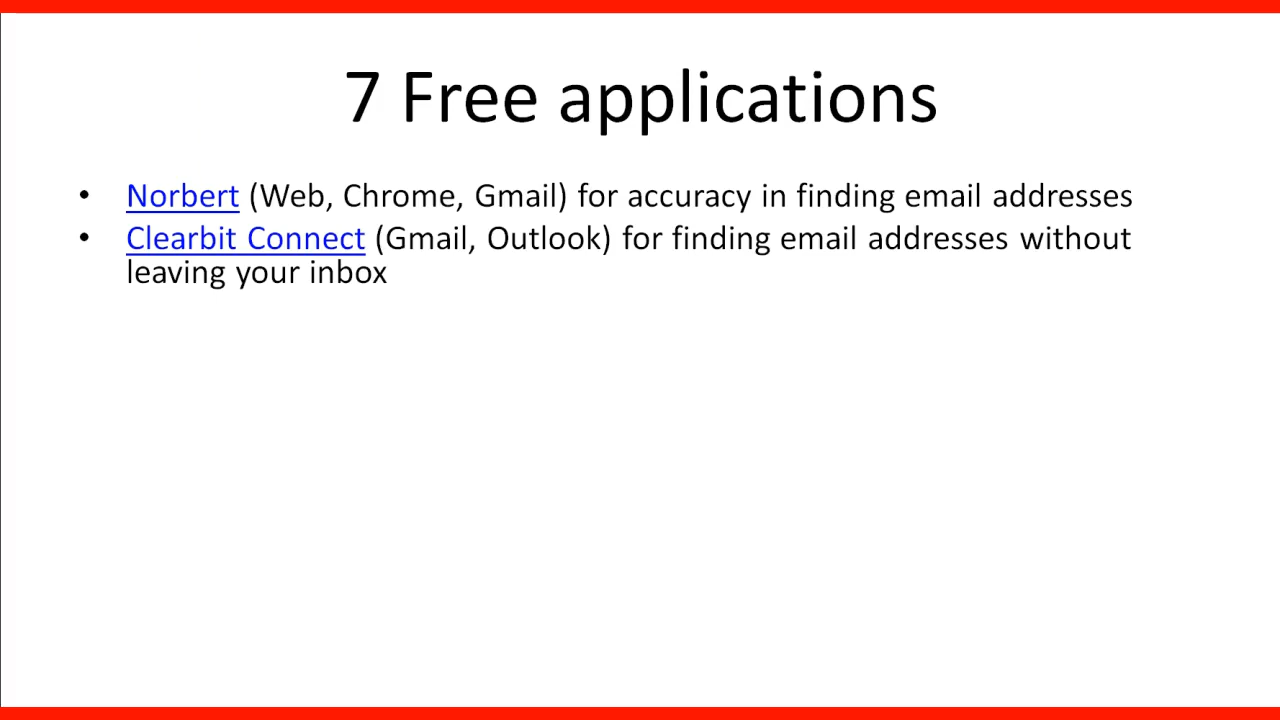 7 Free applications
• Norbert (Web, Chrome, Gmail) for accuracy in finding email addresses
• Clearbit Connect (Gmail, Outlook) for finding email addresses without
leaving your inbox